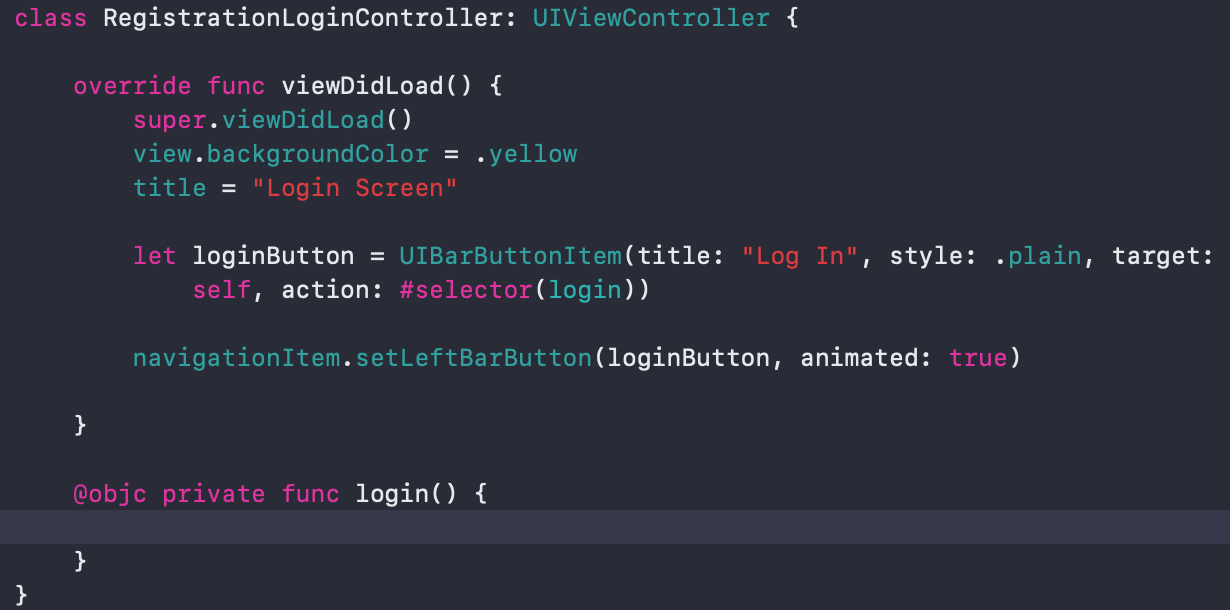 class RegistrationLoginController: UIViewController {
override func viewDidLoad() {
super.viewDidLoad()
view.backgroundColor = .yellow
title = "Login Screen"
let loginButton = UIBarButtonItem(title: "Log In", style: .plain, target:
self, action: #selector(login))
navigationItem.setLeftBarButton(loginButton, animated: true)
}
@objc private func login() {
}
}